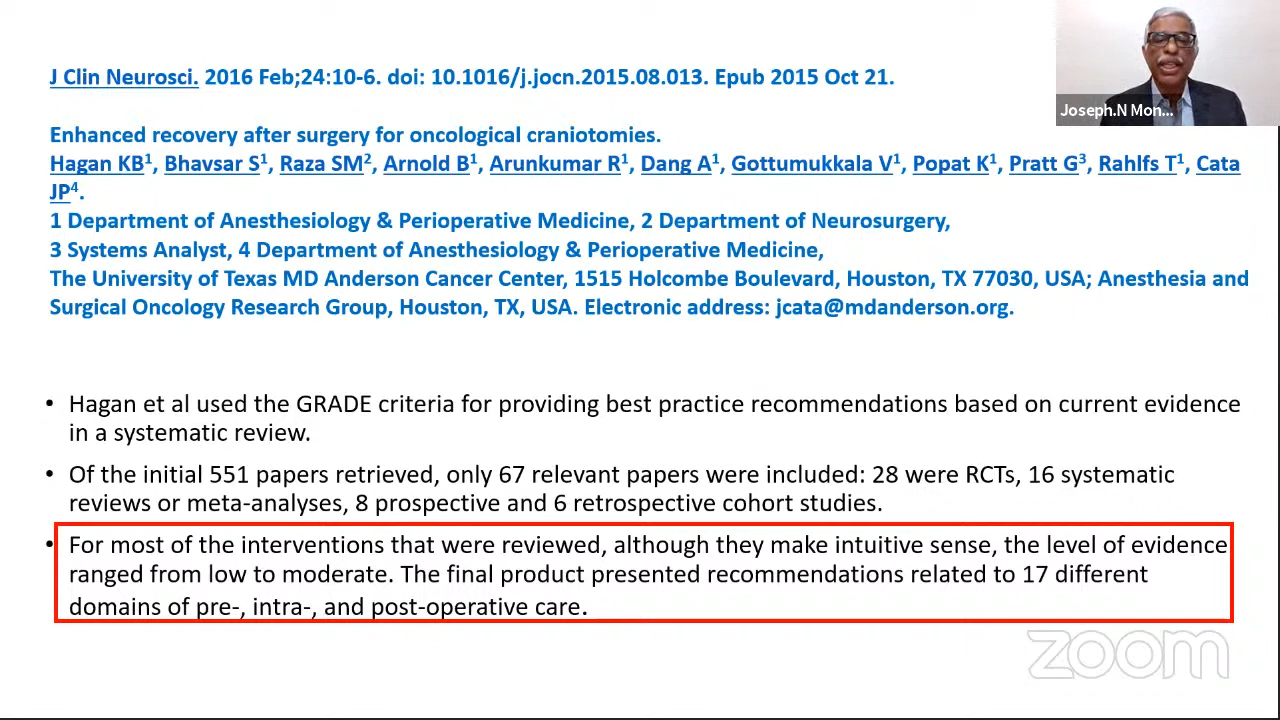 J Clin Neurosci. 2016 Feb;24:10-6. doi: 10.1016/j.jocn.2015.08.013. Epub 2015 Oct 21.
Joseph.N Mon...
Enhanced recovery after surgery for oncological craniotomies.
Hagan KB1, Bhavsar S1, Raza SM2, Arnold B1, Arunkumar R1, Dang A1, Gottumukkala V1, Popat K1, Pratt G3, Rahlfs T1, Cata
JP4.
1 Department of Anesthesiology & Perioperative Medicine, 2 Department of Neurosurgery,
3 Systems Analyst, 4 Department of Anesthesiology & Perioperative Medicine,
The University of Texas MD Anderson Cancer Center, 1515 Holcombe Boulevard, Houston, TX 77030, USA; Anesthesia and
Surgical Oncology Research Group, Houston, TX, USA. Electronic address: jcata@mdanderson.org.
• Hagan et al used the GRADE criteria for providing best practice recommendations based on current evidence
in a systematic review.
• Of the initial 551 papers retrieved, only 67 relevant papers were included: 28 were RCTs, 16 systematic
reviews or meta-analyses, 8 prospective and 6 retrospective cohort studies.
• For most of the interventions that were reviewed, although they make intuitive sense, the level of evidence
ranged from low to moderate. The final product presented recommendations related to 17 different
domains of pre-, intra-, and post-operative care.
zoom